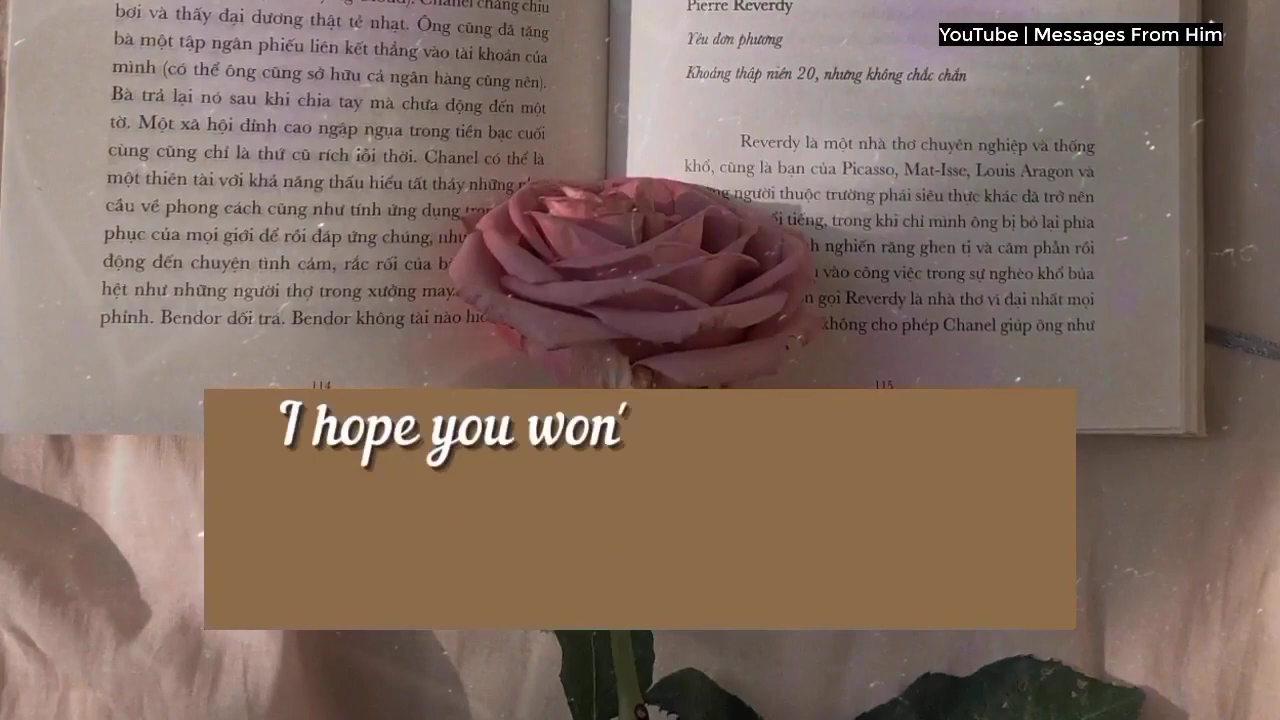 bơi và thấy đại dương thật tẻ nhạt. Ông cũng đã tăng
bà một tập ngân phiếu liên kết thẳng vào tài khoản của
mình (có thể ông cũng sở hữu cả ngân hàng cũng nên).
Bà trả lại nó sau khi chia tay mà chưa động đến một
tờ. Một xã hội đỉnh cao ngập ngụa trong tiền bạc cuối
cùng cũng chỉ là thứ cũ rích lỗi thời. Chanel có thể là
một thiên tài với khả năng thấu hiểu tất thảy những
cầu về phong cách cũng như tính ứng dụng
phục của mọi giới để rồi đáp ứng chúng,
động đến chuyện tình cảm, rắc rối của
hệt như những người thợ trong xưởng may.
phỉnh. Bendor dối trá. Bendor không tài nào
114
Pierre Reverdy
Yêu đơn phương
Khoảng thập niên 20, nhưng không chắc chắn
Reverdy là một nhà thơ chuyên nghiệp và thống
khổ, cũng là bạn của Picasso, Mat-Isse, Louis Aragon và
người thuộc trường phái siêu thực khác đã trở nên
tiếng, trong khi chỉ mình ông bị bỏ lại phía
nghiến răng ghen tị và căm phẫn rồi
vào công việc trong sự nghèo khổ bủa
gọi Reverdy là nhà thơ vĩ đại nhất mọi
không cho phép Chanel giúp ông như
115
YouTube | Messages From Him
I hope you won'